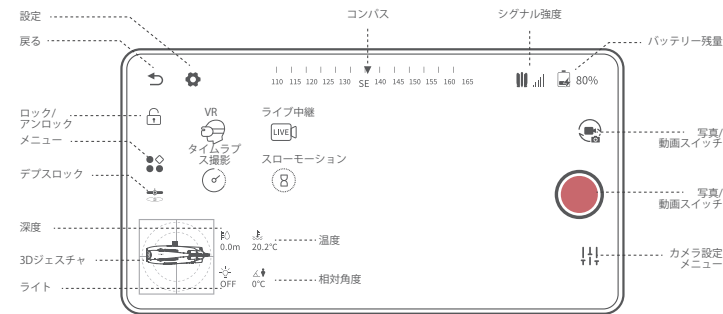 設定
コンパス
シグナル強度
戻る
バッテリー残量
110 115 120 125 130 SE 140 145 150 155 160 165
80%
ロック/
アンロック
VR
ライブ中継
LIVE
写真/
動画スイッチ
メニュー
タイムラプ
ス撮影
スローモーション
デプスロック
写真/
動画スイッチ
深度
0.0m
20.2°C
温度
3Dジェスチャ
カメラ設定
メニュー
ライト
OFF
0°C
相対角度